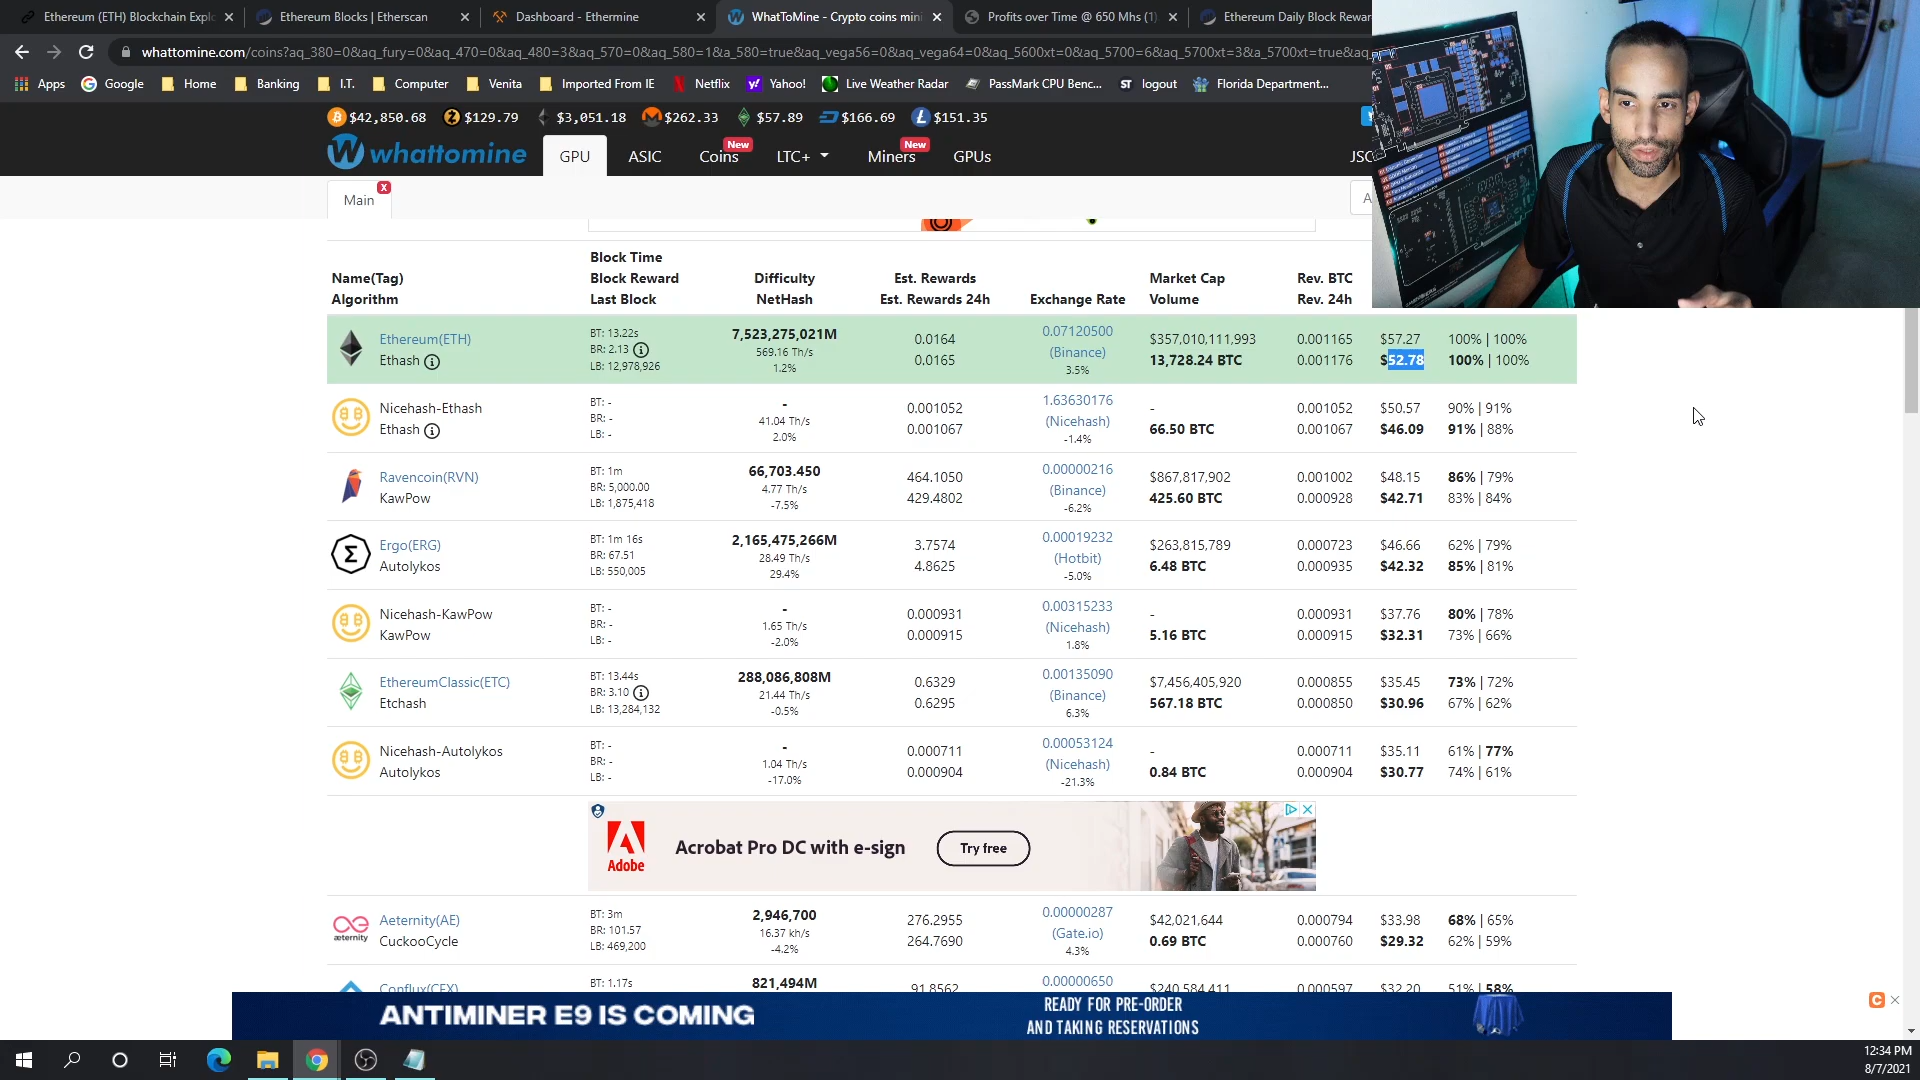 Ethereum (ETH) Blockchain Explo
Ethereum Blocks | Etherscan
Dashboard - Ethermine
WhatToMine - Crypto coins mini
Profits over Time @ 650 Mhs (1)
Ethereum Daily Block Rewar
whattomine.com/coins?aq_380=0&aq_fury=0&aq_470=0&aq_480=3&aq_570=0&aq_580=1&a_580=true&aq_vega56=0&aq_vega64=0&aq_5600xt=0&aq_5700=6&aq_5700xt=3&a_5700xt=true&aq
Apps Google Home Banking I.T. Computer Venita Imported From IE Netflix Yahoo! Live Weather Radar PassMark CPU Benc... ST logout Florida Department...
$42,850.68 $129.79 $3,051.18 $262.33 $57.89 $166.69 $151.35
whattomine GPU ASIC Coins New LTC+ Miners New GPUs JSO
Main x A
Name(Tag)
Algorithm
Block Time
Block Reward
Last Block
Difficulty
NetHash
Est. Rewards
Est. Rewards 24h
Exchange Rate
Market Cap
Volume
Rev. BTC
Rev. 24h
Ethereum(ETH)
Ethash
BT: 13.22s
BR: 2.13
LB: 12,978,926
7,523,275,021M
569.16 Th/s
1.2%
0.0164
0.0165
0.07120500
(Binance)
3.5%
$357,010,111,993
13,728.24 BTC
0.001165
0.001176
$57.27
$52.78
100% | 100%
100% | 100%
Nicehash-Ethash
Ethash
BT: -
BR: -
LB: -
-
41.04 Th/s
2.0%
0.001052
0.001067
1.63630176
(Nicehash)
-1.4%
-
66.50 BTC
0.001052
0.001067
$50.57
$46.09
90% | 91%
91% | 88%
Ravencoin(RVN)
KawPow
BT: 1m
BR: 5,000.00
LB: 1,875,418
66,703.450
4.77 Th/s
-7.5%
464.1050
429.4802
0.00000216
(Binance)
-6.2%
$867,817,902
425.60 BTC
0.001002
0.000928
$48.15
$42.71
86% | 79%
83% | 84%
Ergo(ERG)
Autolykos
BT: 1m 16s
BR: 67.51
LB: 550,005
2,165,475,266M
28.49 Th/s
29.4%
3.7574
4.8625
0.00019232
(Hotbit)
-5.0%
$263,815,789
6.48 BTC
0.000723
0.000935
$46.66
$42.32
62% | 79%
85% | 81%
Nicehash-KawPow
KawPow
BT: -
BR: -
LB: -
-
1.65 Th/s
-2.0%
0.000931
0.000915
0.00315233
(Nicehash)
1.8%
-
5.16 BTC
0.000931
0.000915
$37.76
$32.31
80% | 78%
73% | 66%
EthereumClassic(ETC)
Etchash
BT: 13.44s
BR: 3.10
LB: 13,284,132
288,086,808M
21.44 Th/s
-0.5%
0.6329
0.6295
0.00135090
(Binance)
6.3%
$7,456,405,920
567.18 BTC
0.000855
0.000850
$35.45
$30.96
73% | 72%
67% | 62%
Nicehash-Autolykos
Autolykos
BT: -
BR: -
LB: -
-
1.04 Th/s
-17.0%
0.000711
0.000904
0.00053124
(Nicehash)
-21.3%
-
0.84 BTC
0.000711
0.000904
$35.11
$30.77
61% | 77%
74% | 61%
Adobe
Acrobat Pro DC with e-sign
Try free
Aeternity(AE)
CuckooCycle
æternity
BT: 3m
BR: 101.57
LB: 469,200
2,946,700
16.37 kh/s
-4.2%
276.2955
264.7690
0.00000287
(Gate.io)
4.3%
$42,021,644
0.69 BTC
0.000794
0.000760
$33.98
$29.32
68% | 65%
62% | 59%
Conflux(CFX)
BT: 1.17s
821,494M
91.8562
0.00000650
$240,584,411
0.000597
$32.20
51% | 58%
ANTIMINER E9 IS COMING
READY FOR PRE-ORDER
AND TAKING RESERVATIONS
12:34 PM
8/7/2021